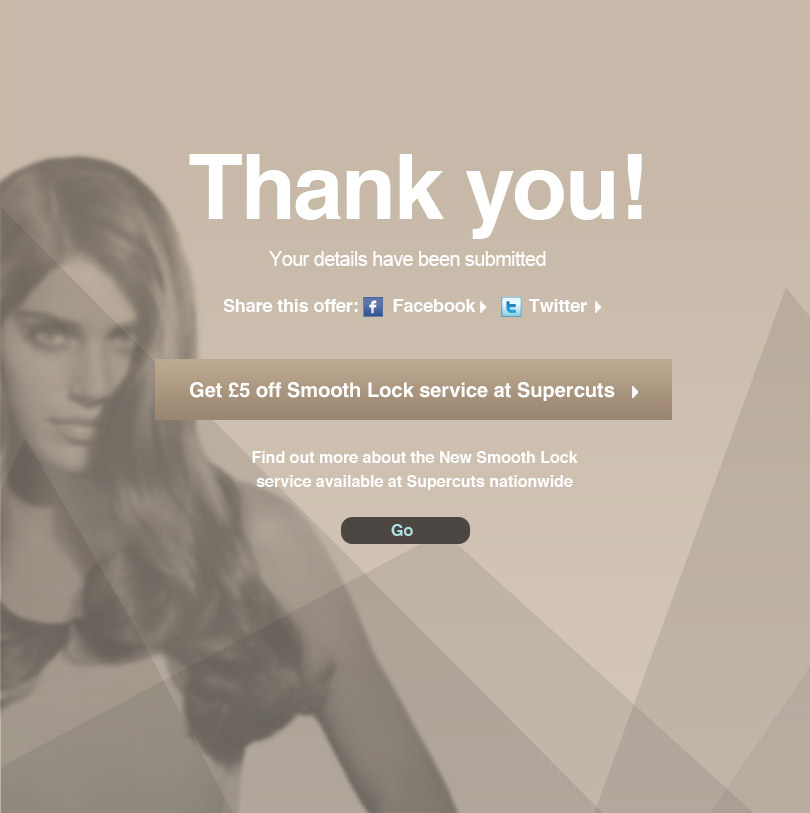 Thank you!
Your details have been submitted
Share this offer: Facebook Twitter
Get £5 off Smooth Lock service at Supercuts
Find out more about the New Smooth Lock
service available at Supercuts nationwide
Go